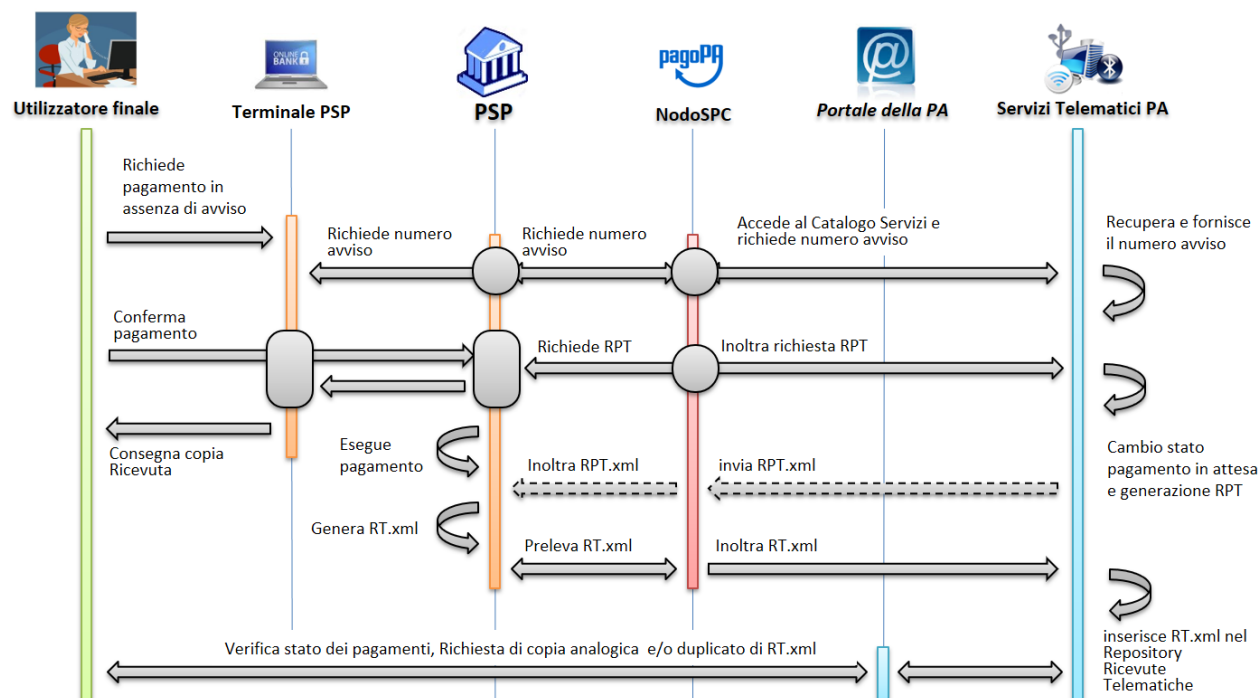 ONLINE
BANK
pagoPA
@
Utilizzatore finale
Terminale PSP
PSP
NodoSPC
Portale della PA
Servizi Telematici PA
Richiede
pagamento in
assenza di avviso
Richiede numero
avviso
Richiede numero
avviso
Accede al Catalogo Servizi e
richiede numero avviso
Recupera e fornisce
il numero avviso
Conferma
pagamento
Richiede RPT
Inoltra richiesta RPT
Consegna copia
Ricevuta
Esegue
pagamento
Inoltra RPT.xml
invia RPT.xml
Cambio stato
pagamento in attesa
e generazione RPT
Genera RT.xml
Preleva RT.xml
Inoltra RT.xml
Verifica stato dei pagamenti, Richiesta di copia analogica e/o duplicato di RT.xml
inserisce RT.xml nel
Repository
Ricevute
Telematiche